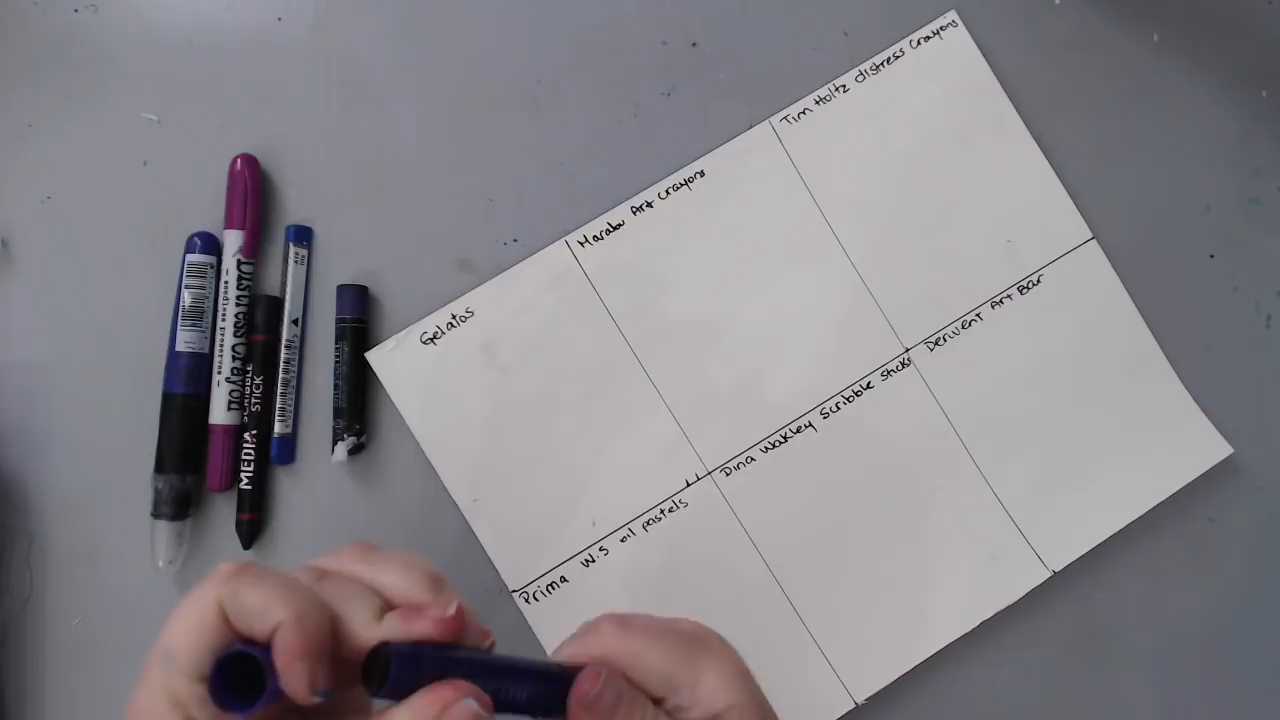 Gelatos
Marabu Art Crayons
Tim Holtz distress Crayons
Prima W.S oil pastels
Dina Wakley Scribble Sticks
Derivent Art Bar
Distress Crayon
MEDIA SCRIBBLE
STICK